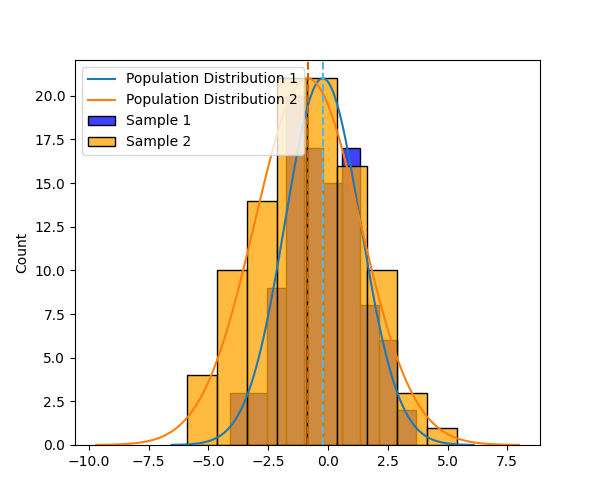 Population Distribution 1
Population Distribution 2
Sample 1
Sample 2
Count
20.0
17.5
15.0
12.5
10.0
7.5
5.0
2.5
0.0
−10.0 −7.5 −5.0 −2.5 0.0 2.5 5.0 7.5